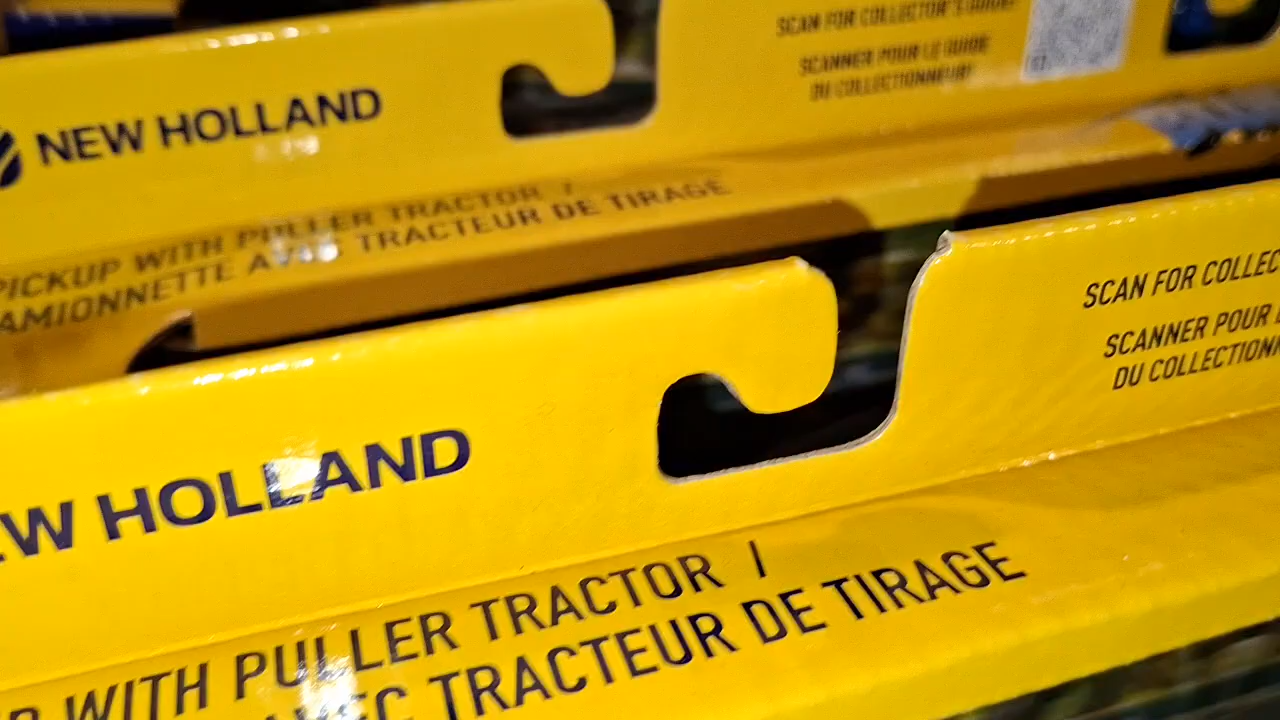 NEW HOLLAND
SCAN FOR COLLECTOR'S GUIDE!
SCANNER POUR LE GUIDE
DU COLLECTIONNEUR!
PICKUP WITH PULLER TRACTOR /
AMIONNETTE AVEC TRACTEUR DE TIRAGE
EW HOLLAND
SCAN FOR COLLEC
SCANNER POUR
DU COLLECTIONN
P WITH PULLER TRACTOR /
AVEC TRACTEUR DE TIRAGE